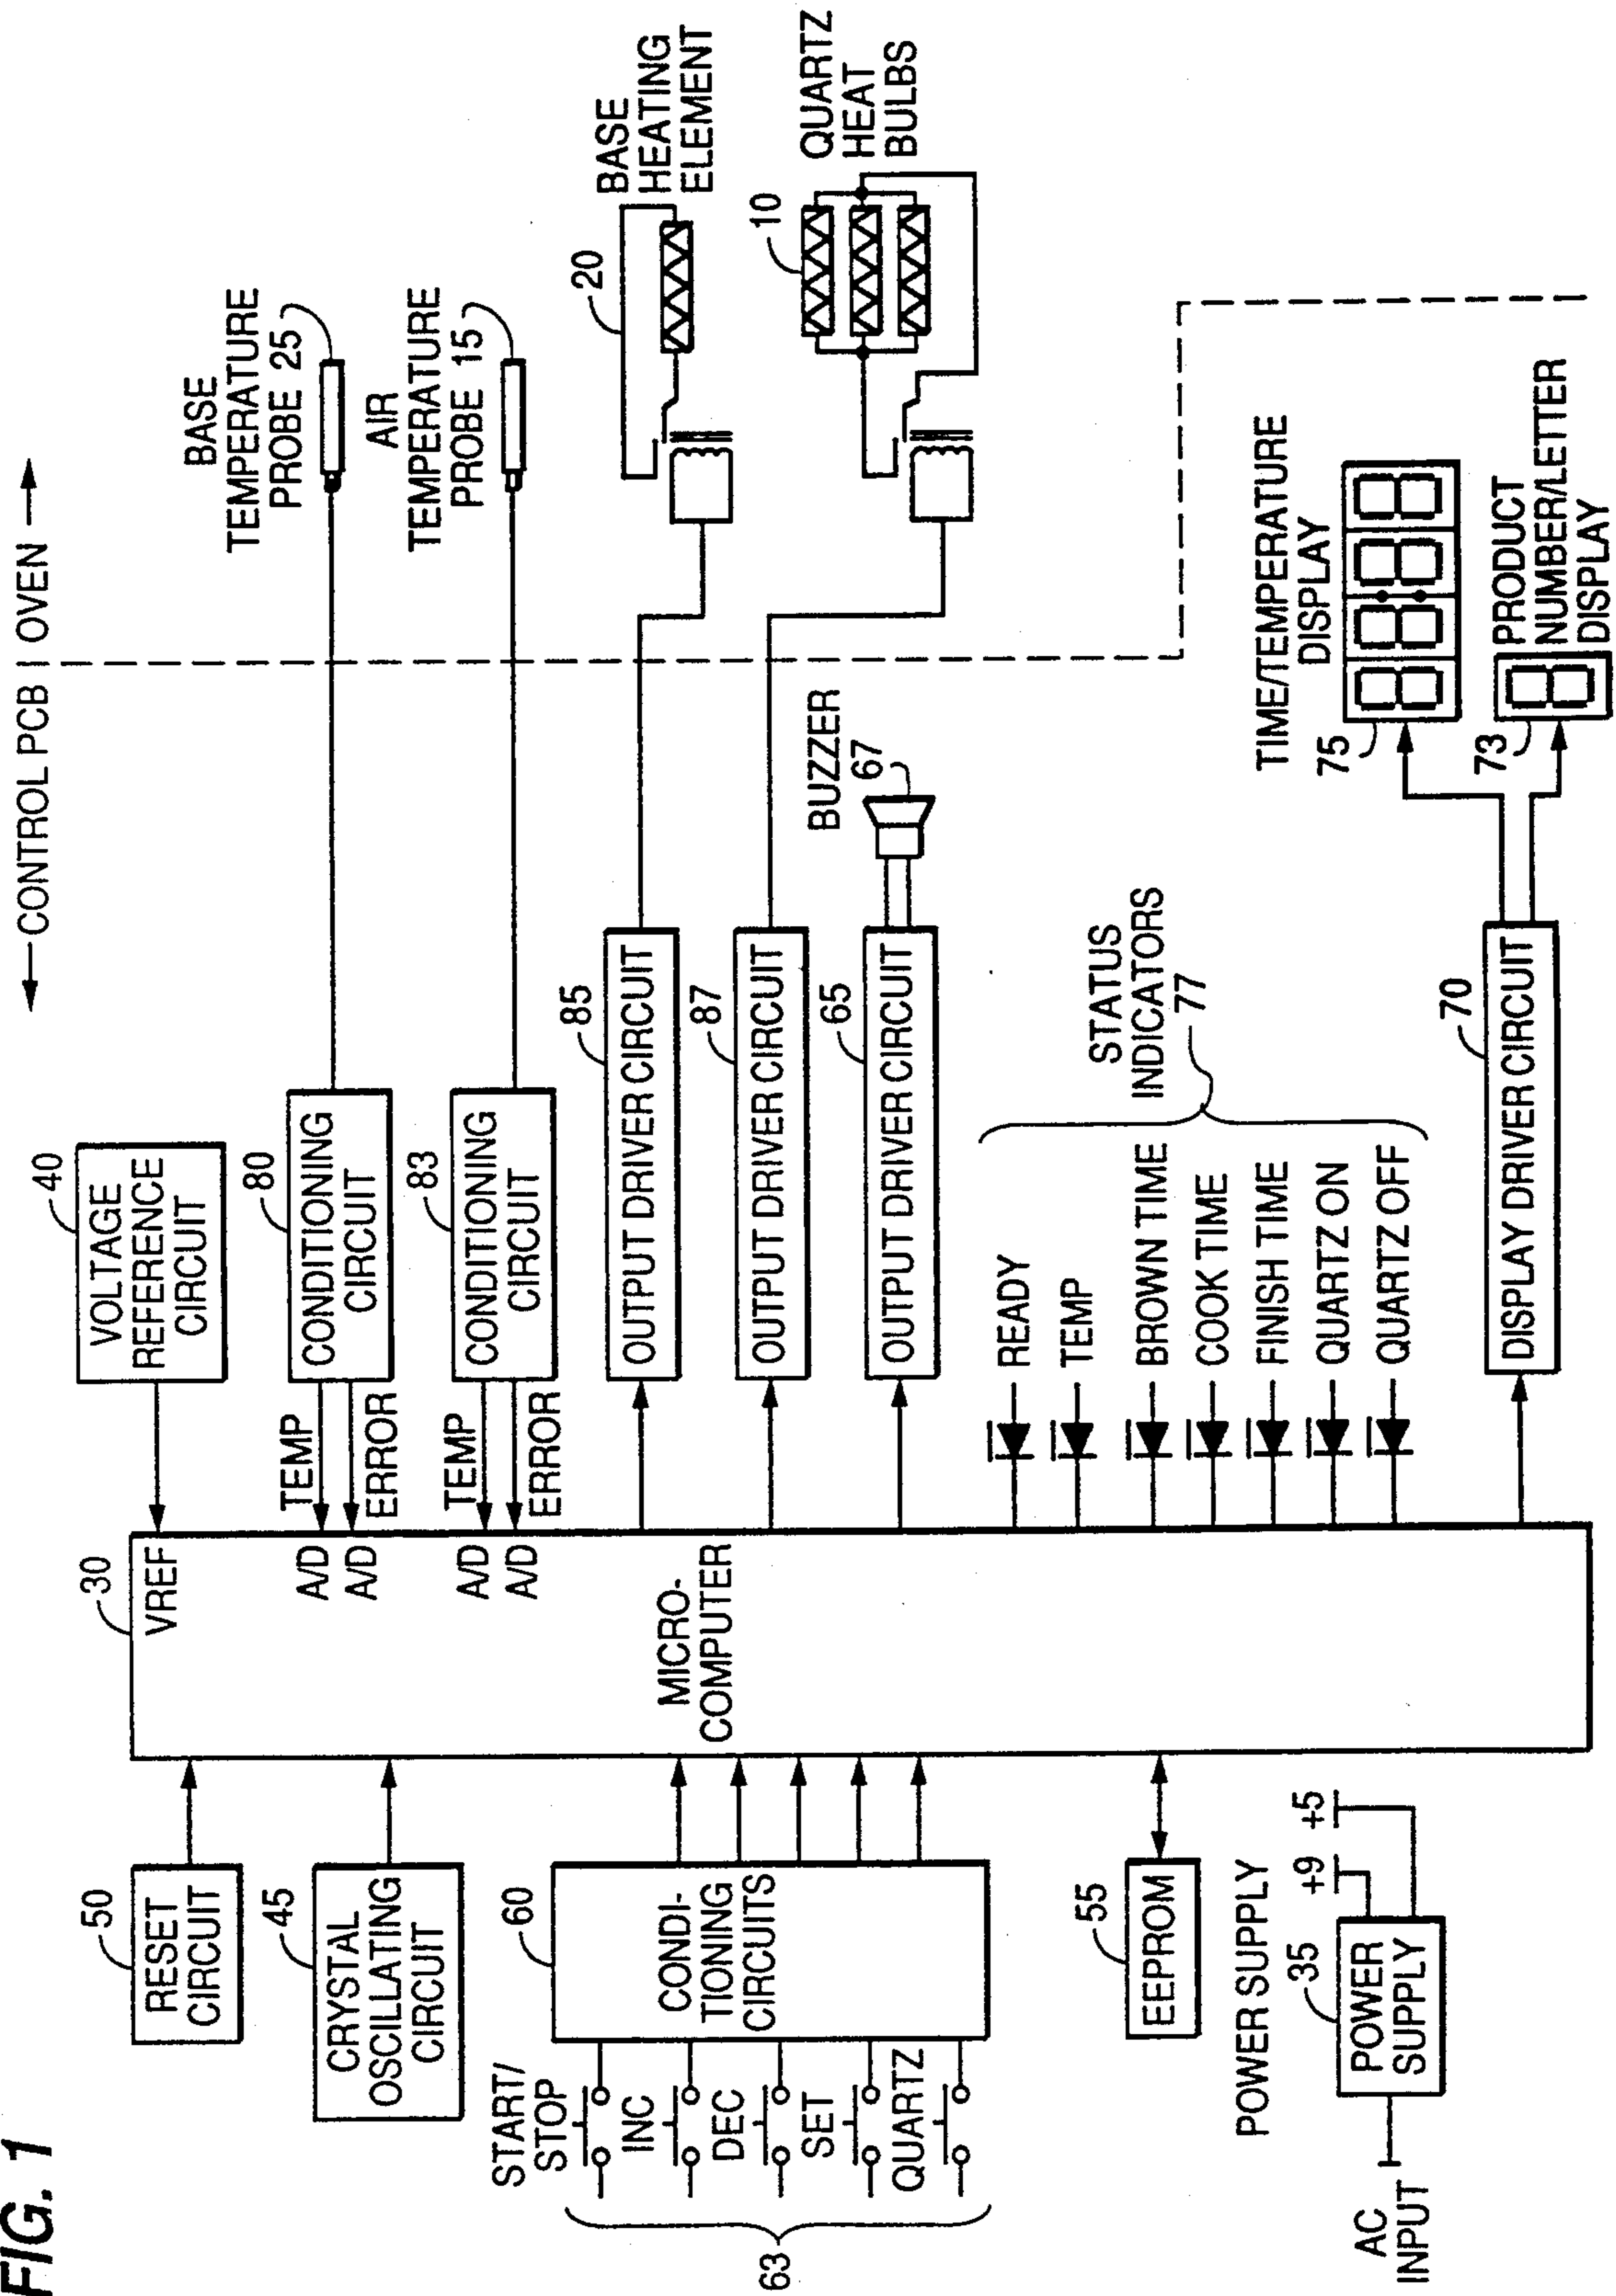 FIG. 1
← CONTROL PCB | OVEN →
50
RESET
CIRCUIT
45
CRYSTAL
OSCILLATING
CIRCUIT
START/
STOP
INC
DEC
SET
QUARTZ
63
60
CONDI-
TIONING
CIRCUITS
55
EEPROM
POWER SUPPLY
35
POWER
SUPPLY
+9
+5
AC
INPUT
30
VREF
A/D
A/D
A/D
A/D
MICRO-
COMPUTER
40
VOLTAGE
REFERENCE
CIRCUIT
80
CONDITIONING
CIRCUIT
TEMP
ERROR
83
CONDITIONING
CIRCUIT
TEMP
ERROR
85
OUTPUT DRIVER CIRCUIT
87
OUTPUT DRIVER CIRCUIT
65
OUTPUT DRIVER CIRCUIT
BUZZER
67
READY
TEMP
BROWN TIME
COOK TIME
FINISH TIME
QUARTZ ON
QUARTZ OFF
STATUS
INDICATORS
77
70
DISPLAY DRIVER CIRCUIT
BASE
TEMPERATURE
PROBE 25
AIR
TEMPERATURE
PROBE 15
20
BASE
HEATING
ELEMENT
10
QUARTZ
HEAT
BULBS
TIME/TEMPERATURE
DISPLAY
75
73
PRODUCT
NUMBER/LETTER
DISPLAY